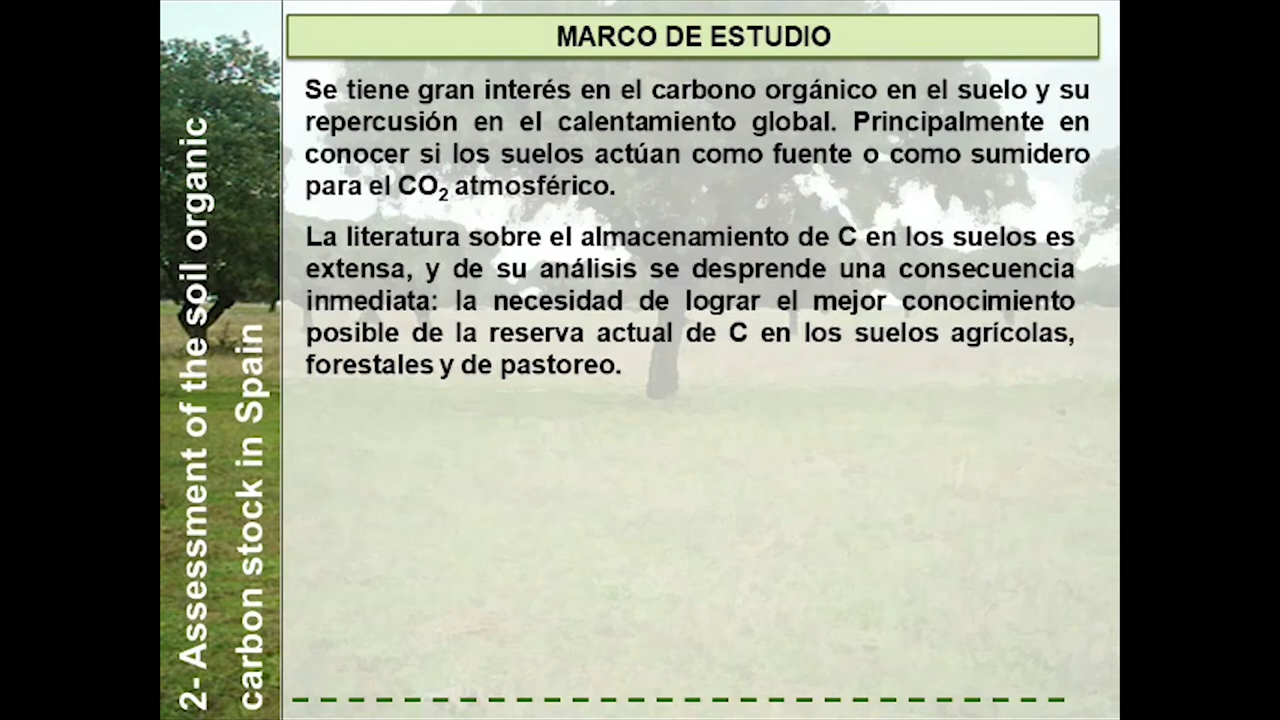 MARCO DE ESTUDIO
Se tiene gran interés en el carbono orgánico en el suelo y su
repercusión en el calentamiento global. Principalmente en
conocer si los suelos actúan como fuente o como sumidero
para el CO₂ atmosférico.
La literatura sobre el almacenamiento de C en los suelos es
extensa, y de su análisis se desprende una consecuencia
inmediata: la necesidad de lograr el mejor conocimiento
posible de la reserva actual de C en los suelos agrícolas,
forestales y de pastoreo.
2- Assessment of the soil organic
carbon stock in Spain